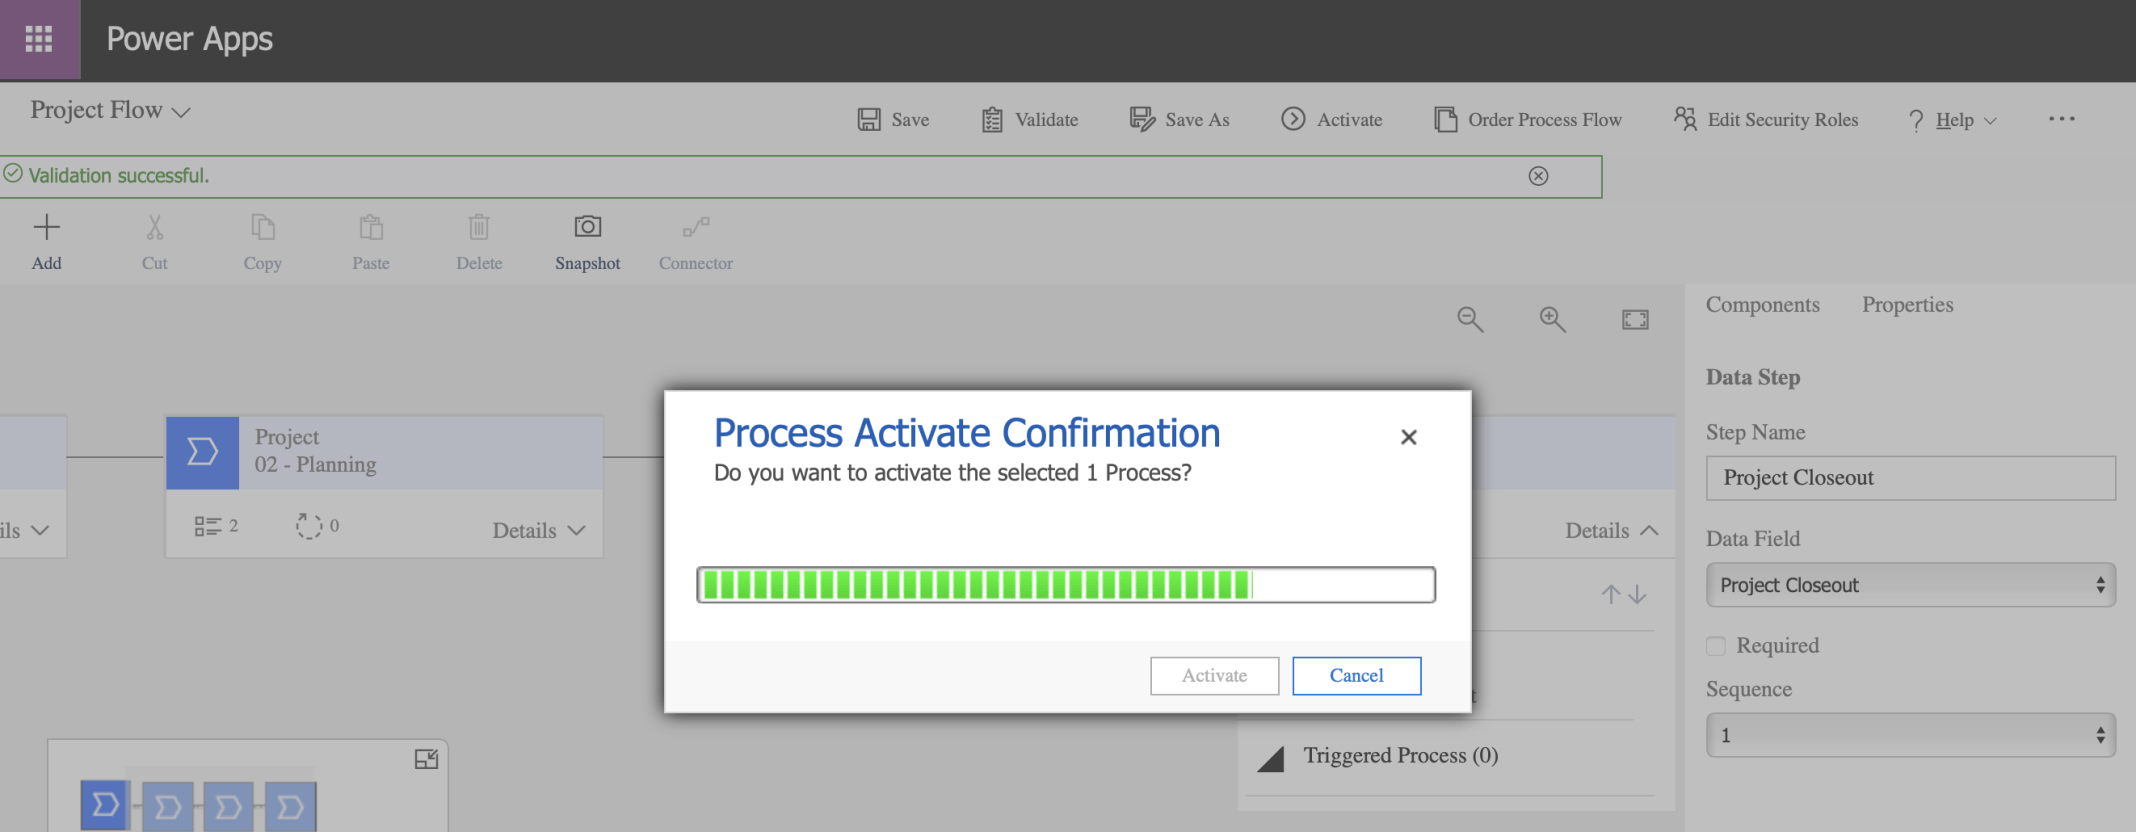 Power Apps
Project Flow
Save
Validate
Save As
Activate
Order Process Flow
Edit Security Roles
? Help
...
Validation successful.
Add
Cut
Copy
Paste
Delete
Snapshot
Connector
Components
Properties
Data Step
Step Name
Project Closeout
Data Field
Project Closeout
Required
Sequence
1
Project
02 - Planning
2
0
Details
ils
Process Activate Confirmation
Do you want to activate the selected 1 Process?
Activate
Cancel
Details
t
Triggered Process (0)